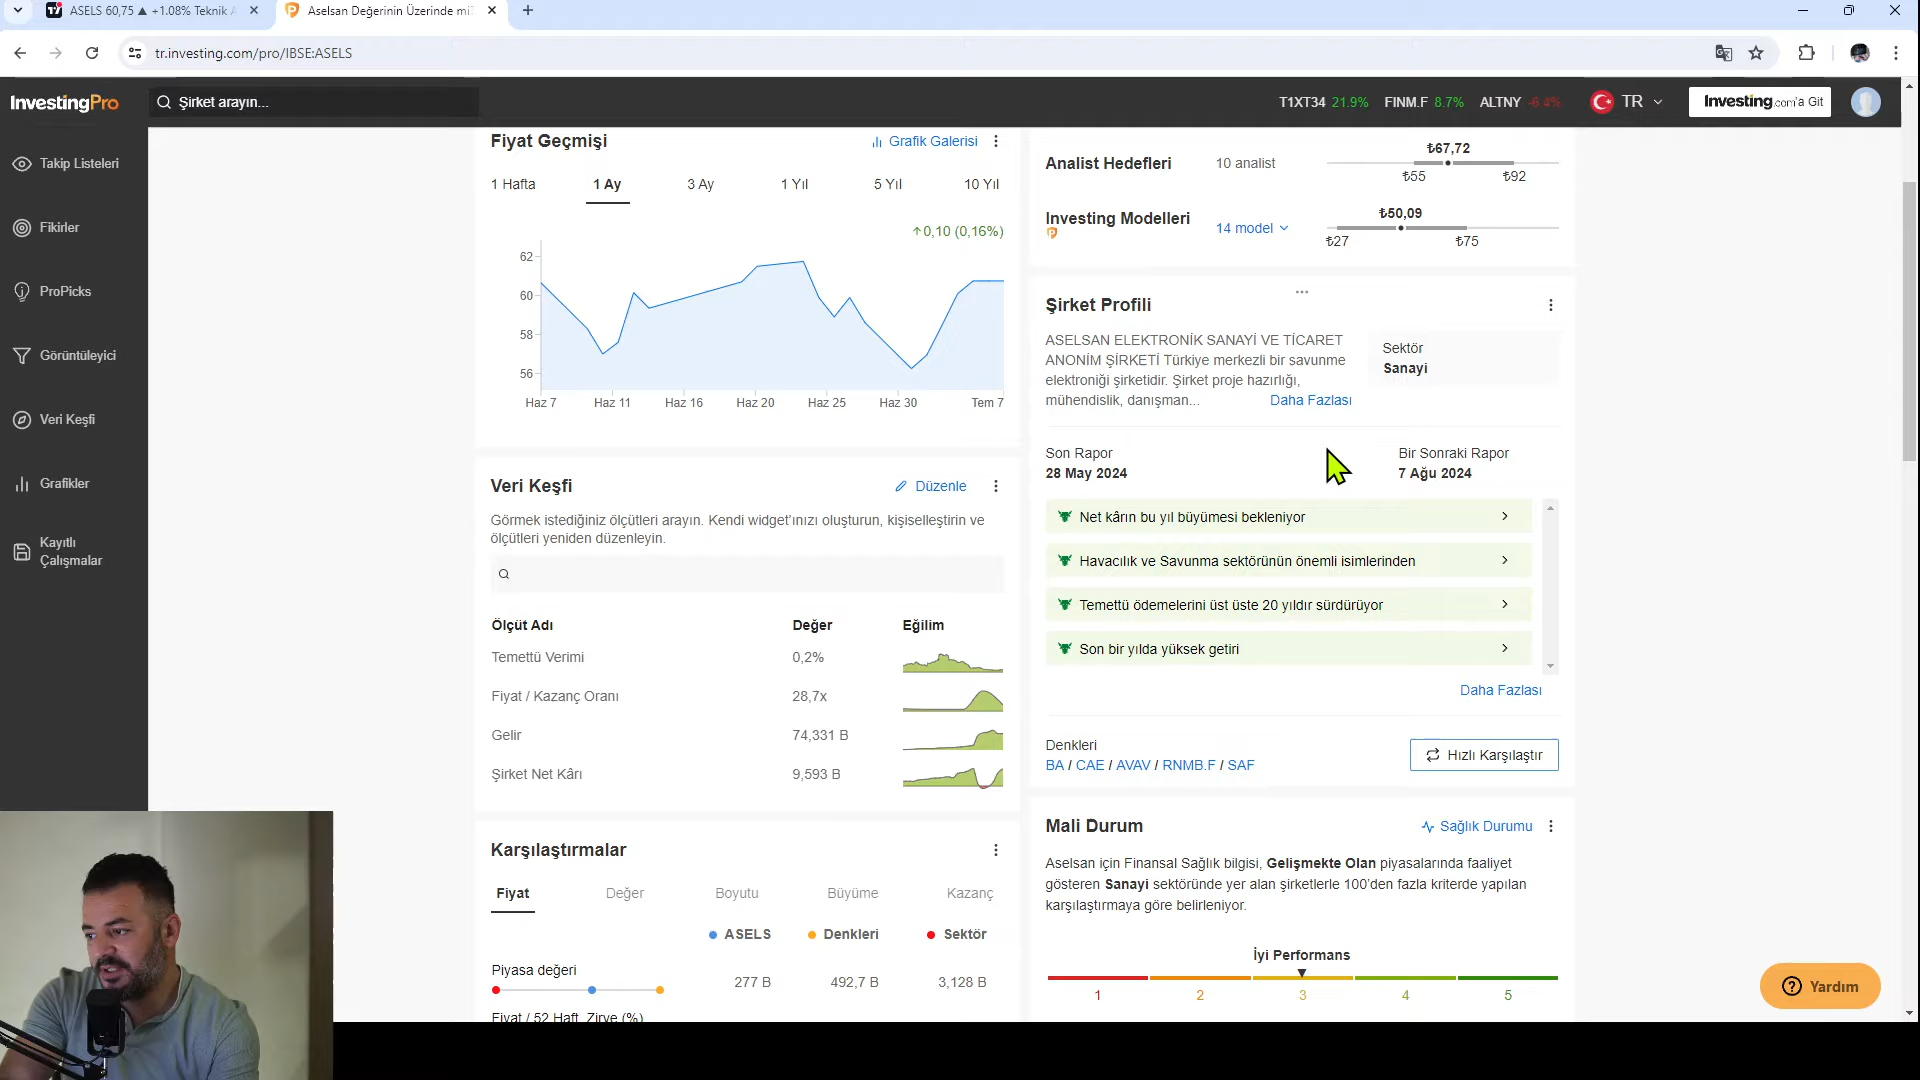 ASELS 60,75 ▲ +1.08% Teknik A
Aselsan Değerinin Üzerinde mi?
tr.investing.com/pro/IBSE:ASELS
InvestingPro
Şirket arayın...
T1XT34 21.9% FINM.F 8.7% ALTNY -6.4%
TR
Investing.com'a Git
Takip Listeleri
Fikirler
ProPicks
Görüntüleyici
Veri Keşfi
Grafikler
Kayıtlı
Çalışmalar
Fiyat Geçmişi
Grafik Galerisi
1 Hafta 1 Ay 3 Ay 1 Yıl 5 Yıl 10 Yıl
↑0,10 (0,16%)
62
60
58
56
Haz 7 Haz 11 Haz 16 Haz 20 Haz 25 Haz 30 Tem 7
Veri Keşfi
Düzenle
Görmek istediğiniz ölçütleri arayın. Kendi widget'ınızı oluşturun, kişiselleştirin ve
ölçütleri yeniden düzenleyin.
Ölçüt Adı Değer Eğilim
Temettü Verimi 0,2%
Fiyat / Kazanç Oranı 28,7x
Gelir 74,331 B
Şirket Net Kârı 9,593 B
Karşılaştırmalar
Fiyat Değer Boyutu Büyüme Kazanç
ASELS Denkleri Sektör
Piyasa değeri 277 B 492,7 B 3,128 B
Fiyat / 52 Haft. Zirve (%)
Analist Hedefleri 10 analist
₺67,72
₺55 ₺92
Investing Modelleri
14 model
₺50,09
₺27 ₺75
Şirket Profili
ASELSAN ELEKTRONİK SANAYİ VE TİCARET
ANONİM ŞİRKETİ Türkiye merkezli bir savunme
elektroniği şirketidir. Şirket proje hazırlığı,
mühendislik, danışman... Daha Fazlası
Sektör
Sanayi
Son Rapor
28 May 2024
Bir Sonraki Rapor
7 Ağu 2024
Net kârın bu yıl büyümesi bekleniyor
Havacılık ve Savunma sektörünün önemli isimlerinden
Temettü ödemelerini üst üste 20 yıldır sürdürüyor
Son bir yılda yüksek getiri
Daha Fazlası
Denkleri
BA / CAE / AVAV / RNMB.F / SAF
Hızlı Karşılaştır
Mali Durum
Sağlık Durumu
Aselsan için Finansal Sağlık bilgisi, Gelişmekte Olan piyasalarında faaliyet
gösteren Sanayi sektöründe yer alan şirketlerle 100'den fazla kriterde yapılan
karşılaştırmaya göre belirleniyor.
İyi Performans
1 2 3 4 5
Yardım